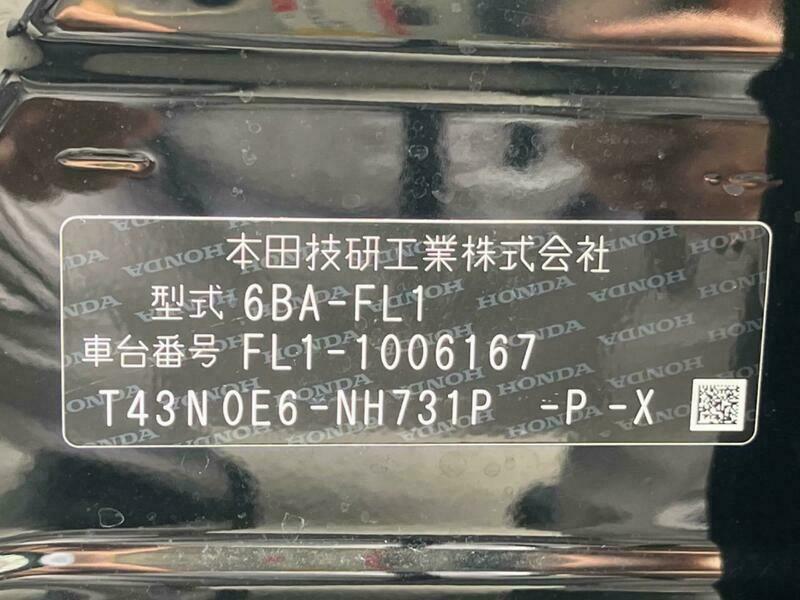 本田技研工業株式会社
型式 6BA-FL1
車台番号 FL1-1006167
T43N0E6-NH731P -P-X